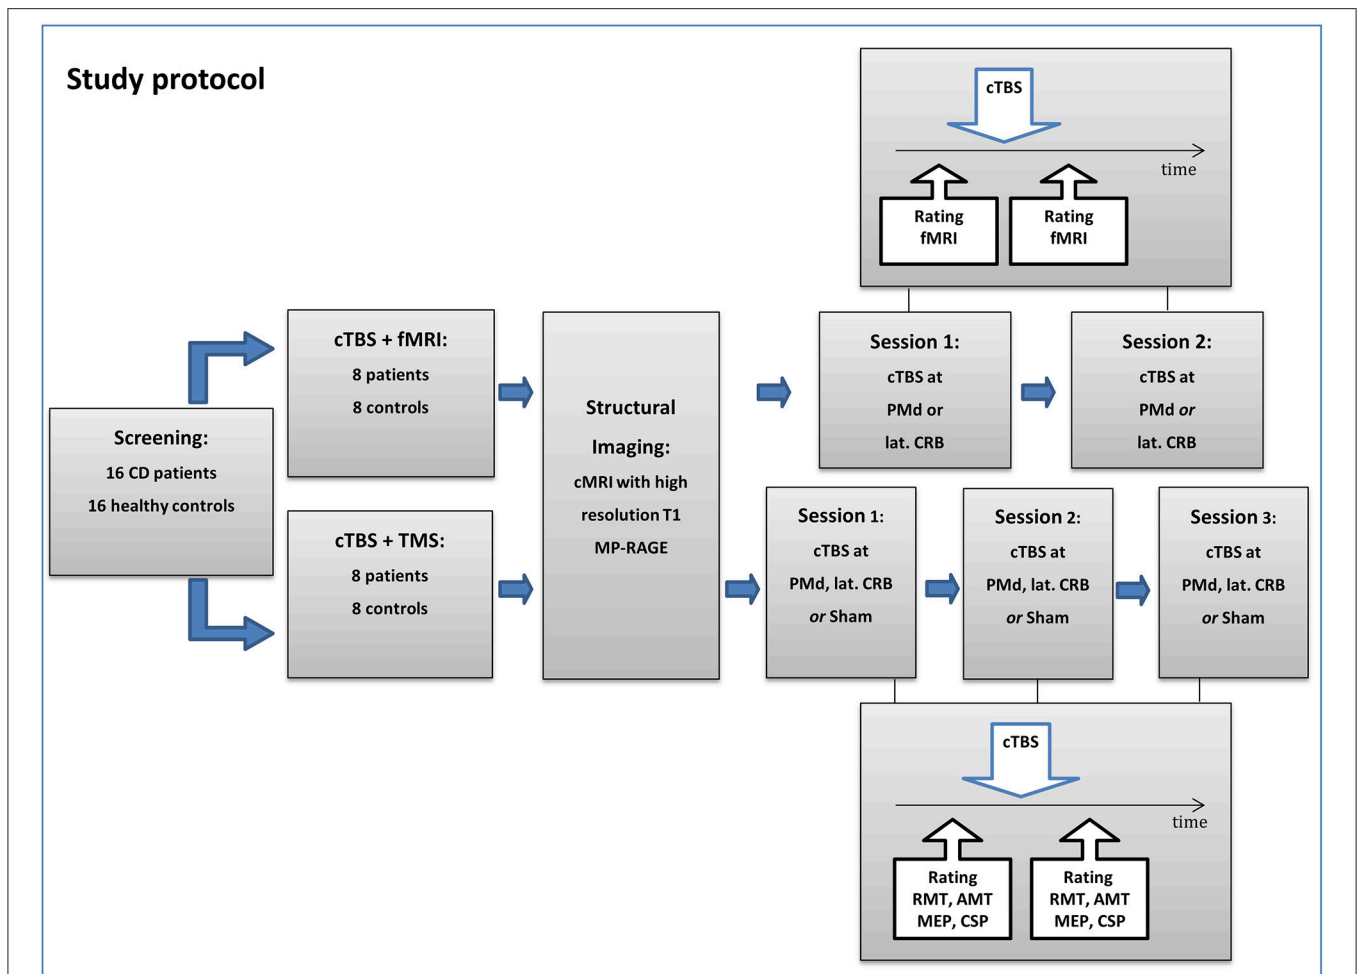 Study protocol
cTBS
time
Rating
fMRI
Rating
fMRI
Screening:
16 CD patients
16 healthy controls
cTBS + fMRI:
8 patients
8 controls
cTBS + TMS:
8 patients
8 controls
Structural
Imaging:
cMRI with high
resolution T1
MP-RAGE
Session 1:
cTBS at
PMd or
lat. CRB
Session 2:
cTBS at
PMd or
lat. CRB
Session 1:
cTBS at
PMd, lat. CRB
or Sham
Session 2:
cTBS at
PMd, lat. CRB
or Sham
Session 3:
cTBS at
PMd, lat. CRB
or Sham
cTBS
time
Rating
RMT, AMT
MEP, CSP
Rating
RMT, AMT
MEP, CSP